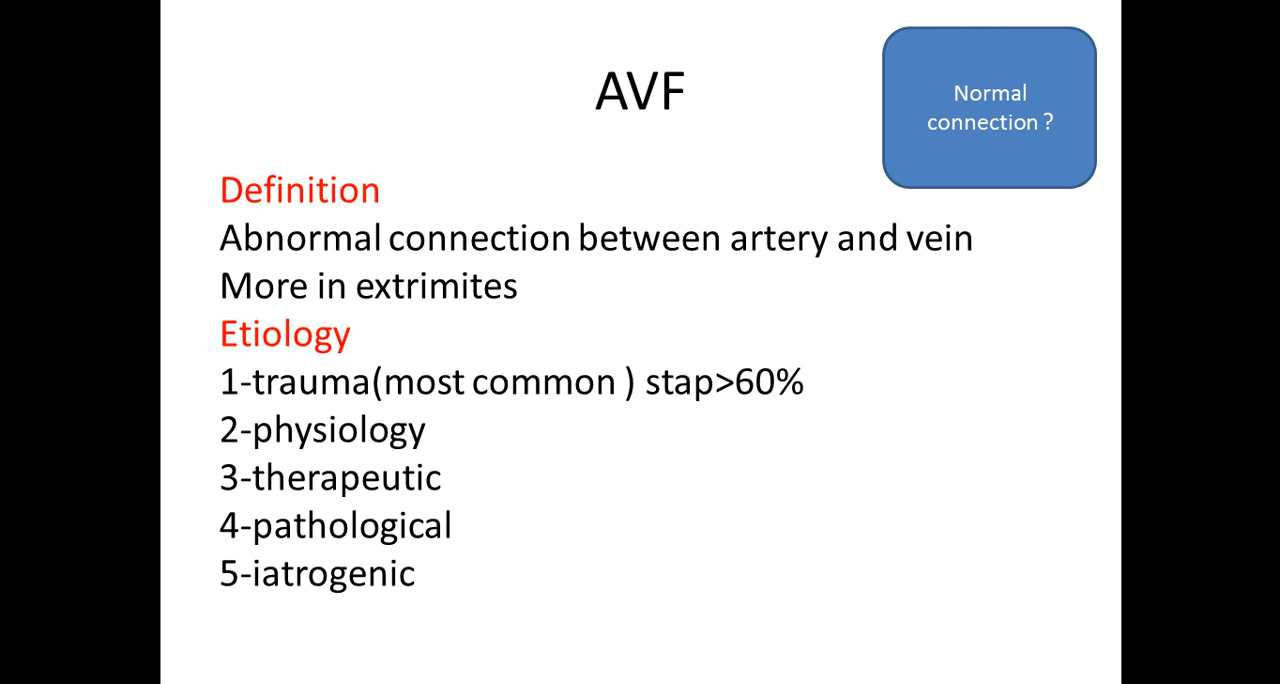 AVF
Normal
connection ?
Definition
Abnormal connection between artery and vein
More in extrimites
Etiology
1-trauma(most common ) stap>60%
2-physiology
3-therapeutic
4-pathological
5-iatrogenic